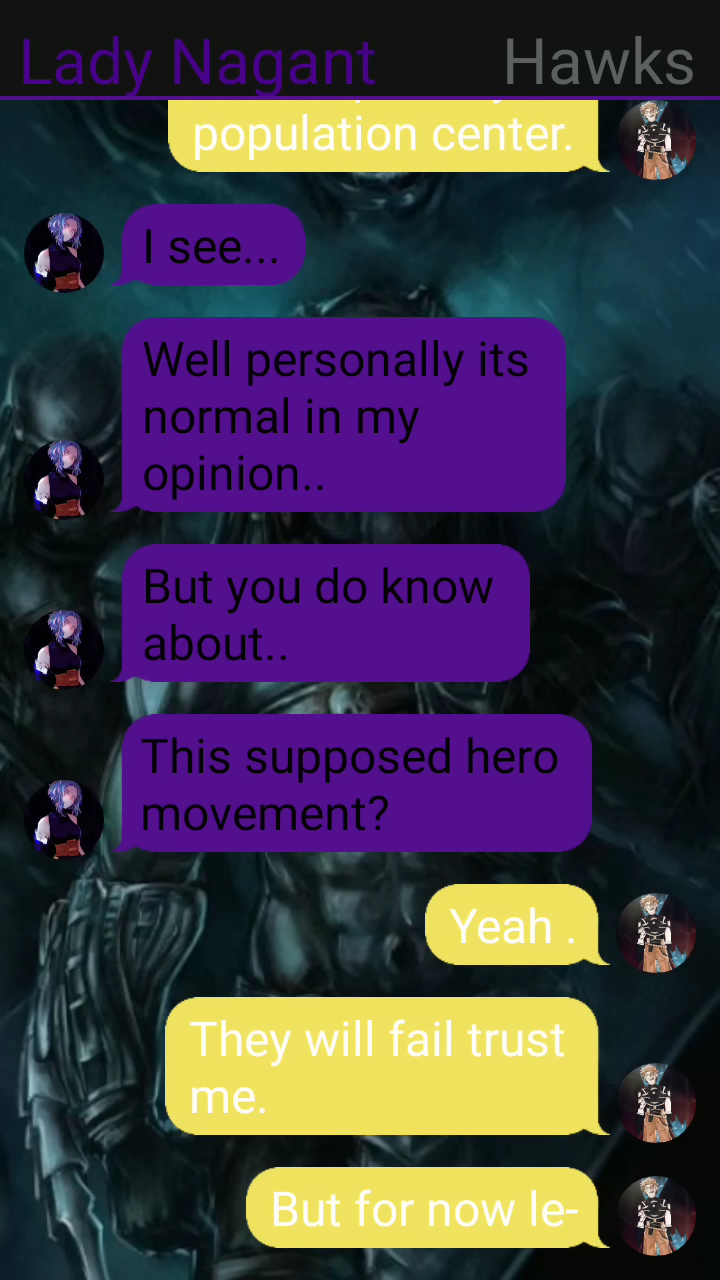 Lady Nagant Hawks
population center.
I see...
Well personally its
normal in my
opinion..
But you do know
about..
This supposed hero
movement?
Yeah .
They will fail trust
me.
But for now le-